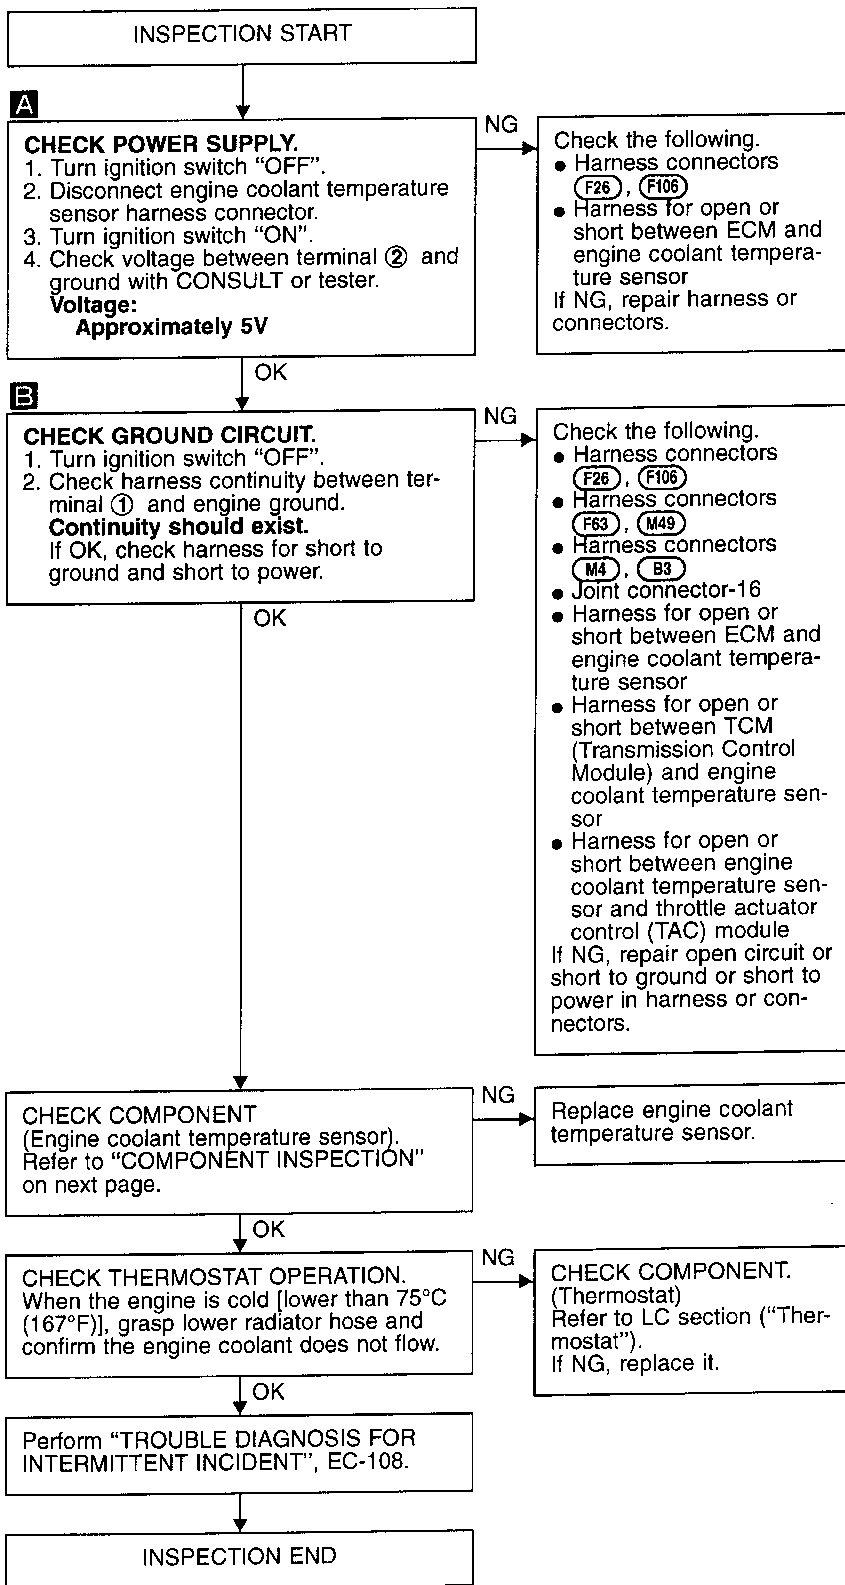 INSPECTION START
A
CHECK POWER SUPPLY.
1. Turn ignition switch “OFF”.
2. Disconnect engine coolant temperature
sensor harness connector.
3. Turn ignition switch “ON”.
4. Check voltage between terminal ② and
ground with CONSULT or tester.
Voltage:
Approximately 5V
NG
Check the following.
● Harness connectors
F26, F106
● Harness for open or
short between ECM and
engine coolant tempera-
ture sensor
If NG, repair harness or
connectors.
OK
B
CHECK GROUND CIRCUIT.
1. Turn ignition switch “OFF”.
2. Check harness continuity between ter-
minal ① and engine ground.
Continuity should exist.
If OK, check harness for short to
ground and short to power.
NG
Check the following.
● Harness connectors
F26, F106
● Harness connectors
F63, M49
● Harness connectors
M4, B3
● Joint connector-16
● Harness for open or
short between ECM and
engine coolant tempera-
ture sensor
● Harness for open or
short between TCM
(Transmission Control
Module) and engine
coolant temperature sen-
sor
● Harness for open or
short between engine
coolant temperature sen-
sor and throttle actuator
control (TAC) module
If NG, repair open circuit or
short to ground or short to
power in harness or con-
nectors.
OK
CHECK COMPONENT
(Engine coolant temperature sensor).
Refer to “COMPONENT INSPECTION”
on next page.
NG
Replace engine coolant
temperature sensor.
OK
CHECK THERMOSTAT OPERATION.
When the engine is cold [lower than 75°C
(167°F)], grasp lower radiator hose and
confirm the engine coolant does not flow.
NG
CHECK COMPONENT.
(Thermostat)
Refer to LC section (“Ther-
mostat”).
If NG, replace it.
OK
Perform “TROUBLE DIAGNOSIS FOR
INTERMITTENT INCIDENT”, EC-108.
INSPECTION END